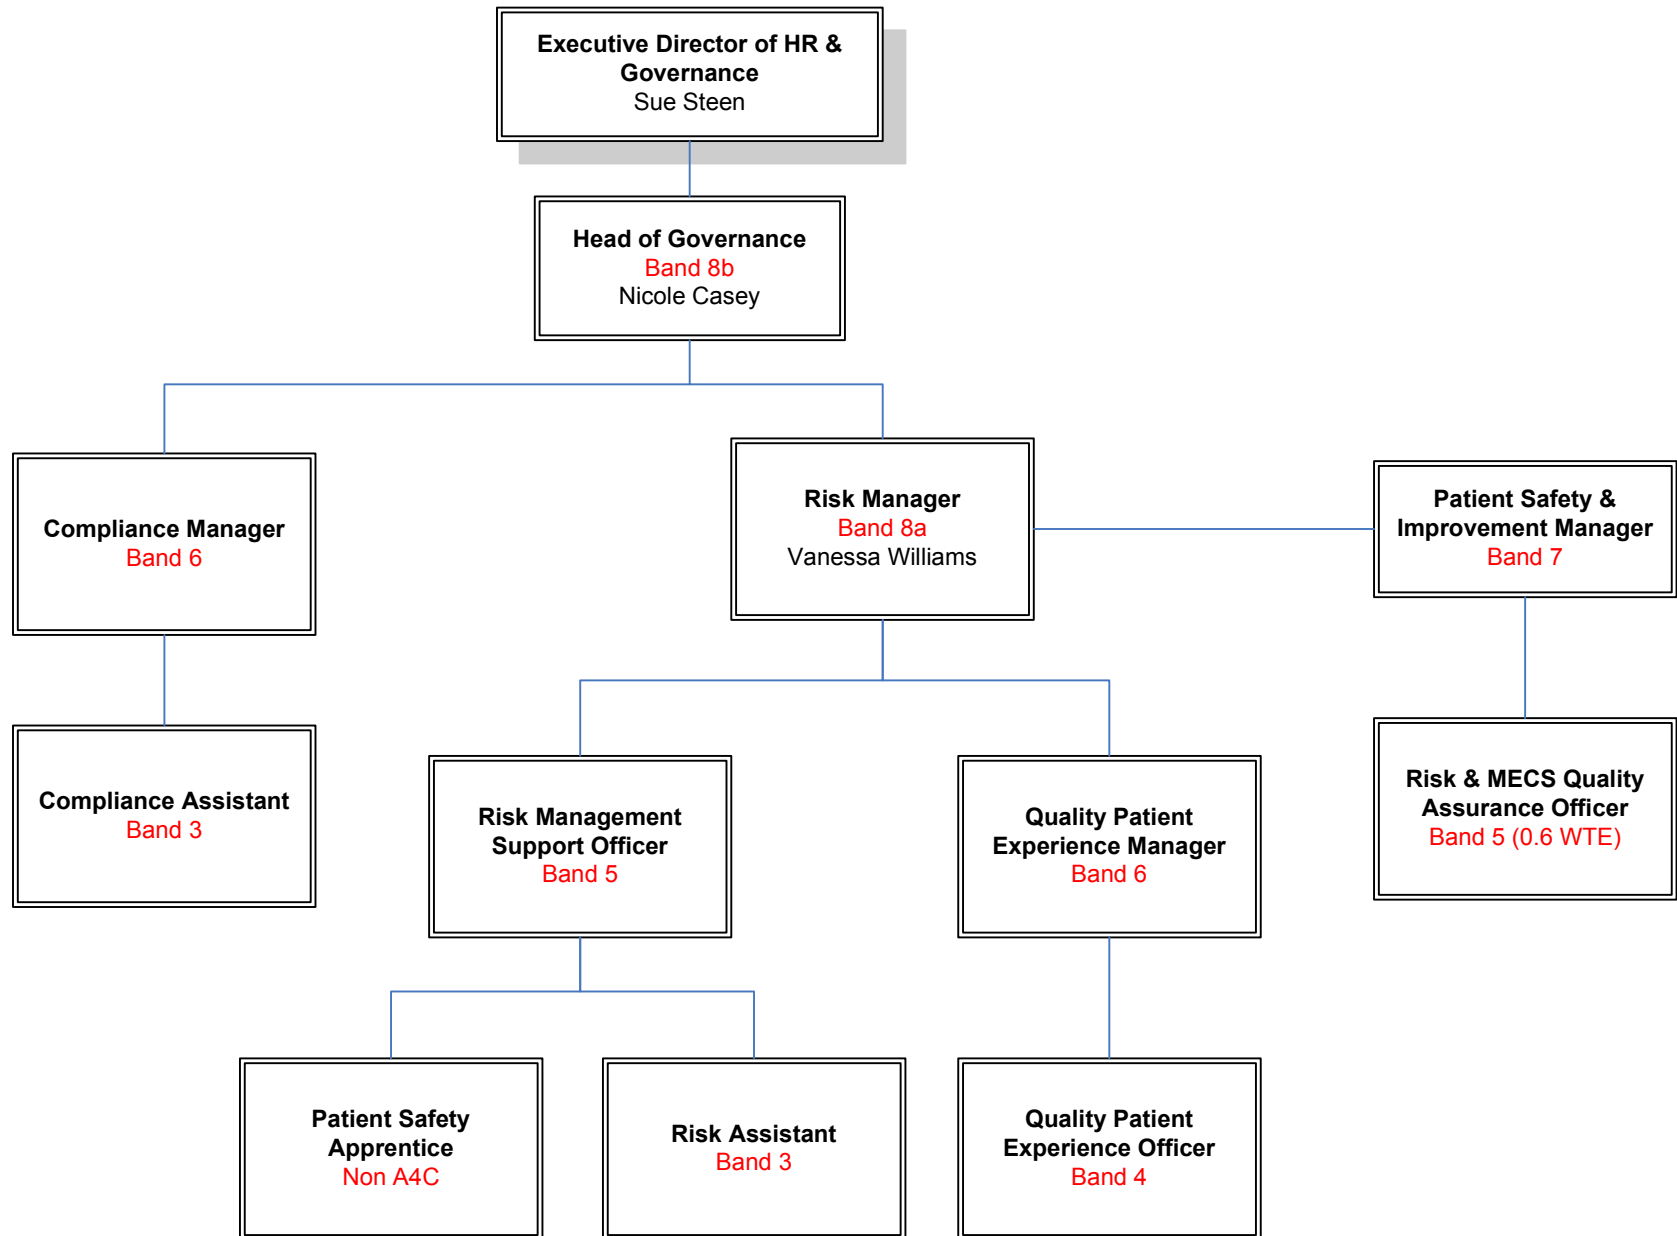 Executive Director of HR &
Governance
Sue Steen
Head of Governance
Band 8b
Nicole Casey
Compliance Manager
Band 6
Risk Manager
Band 8a
Vanessa Williams
Patient Safety &
Improvement Manager
Band 7
Compliance Assistant
Band 3
Risk Management
Support Officer
Band 5
Quality Patient
Experience Manager
Band 6
Risk & MECS Quality
Assurance Officer
Band 5 (0.6 WTE)
Patient Safety
Apprentice
Non A4C
Risk Assistant
Band 3
Quality Patient
Experience Officer
Band 4